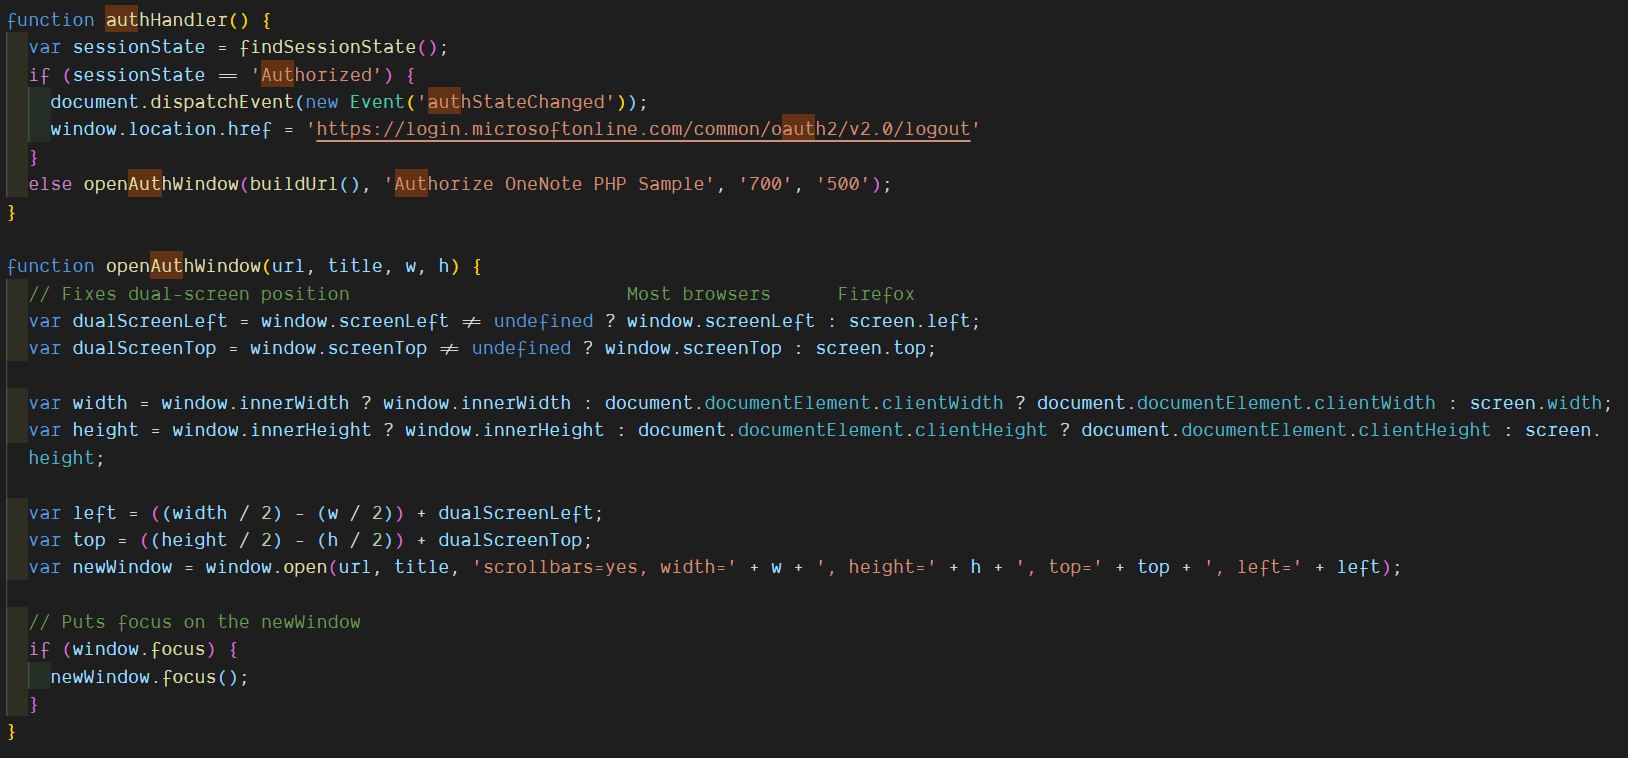 function authHandler() {
  var sessionState = findSessionState();
  if (sessionState == 'Authorized') {
    document.dispatchEvent(new Event('authStateChanged'));
    window.location.href = 'https://login.microsoftonline.com/common/oauth2/v2.0/logout'
  }
  else openAuthWindow(buildUrl(), 'Authorize OneNote PHP Sample', '700', '500');
}

function openAuthWindow(url, title, w, h) {
  // Fixes dual-screen position                         Most browsers      Firefox
  var dualScreenLeft = window.screenLeft != undefined ? window.screenLeft : screen.left;
  var dualScreenTop = window.screenTop != undefined ? window.screenTop : screen.top;

  var width = window.innerWidth ? window.innerWidth : document.documentElement.clientWidth ? document.documentElement.clientWidth : screen.width;
  var height = window.innerHeight ? window.innerHeight : document.documentElement.clientHeight ? document.documentElement.clientHeight : screen.
  height;

  var left = ((width / 2) - (w / 2)) + dualScreenLeft;
  var top = ((height / 2) - (h / 2)) + dualScreenTop;
  var newWindow = window.open(url, title, 'scrollbars=yes, width=' + w + ', height=' + h + ', top=' + top + ', left=' + left);

  // Puts focus on the newWindow
  if (window.focus) {
    newWindow.focus();
  }
}